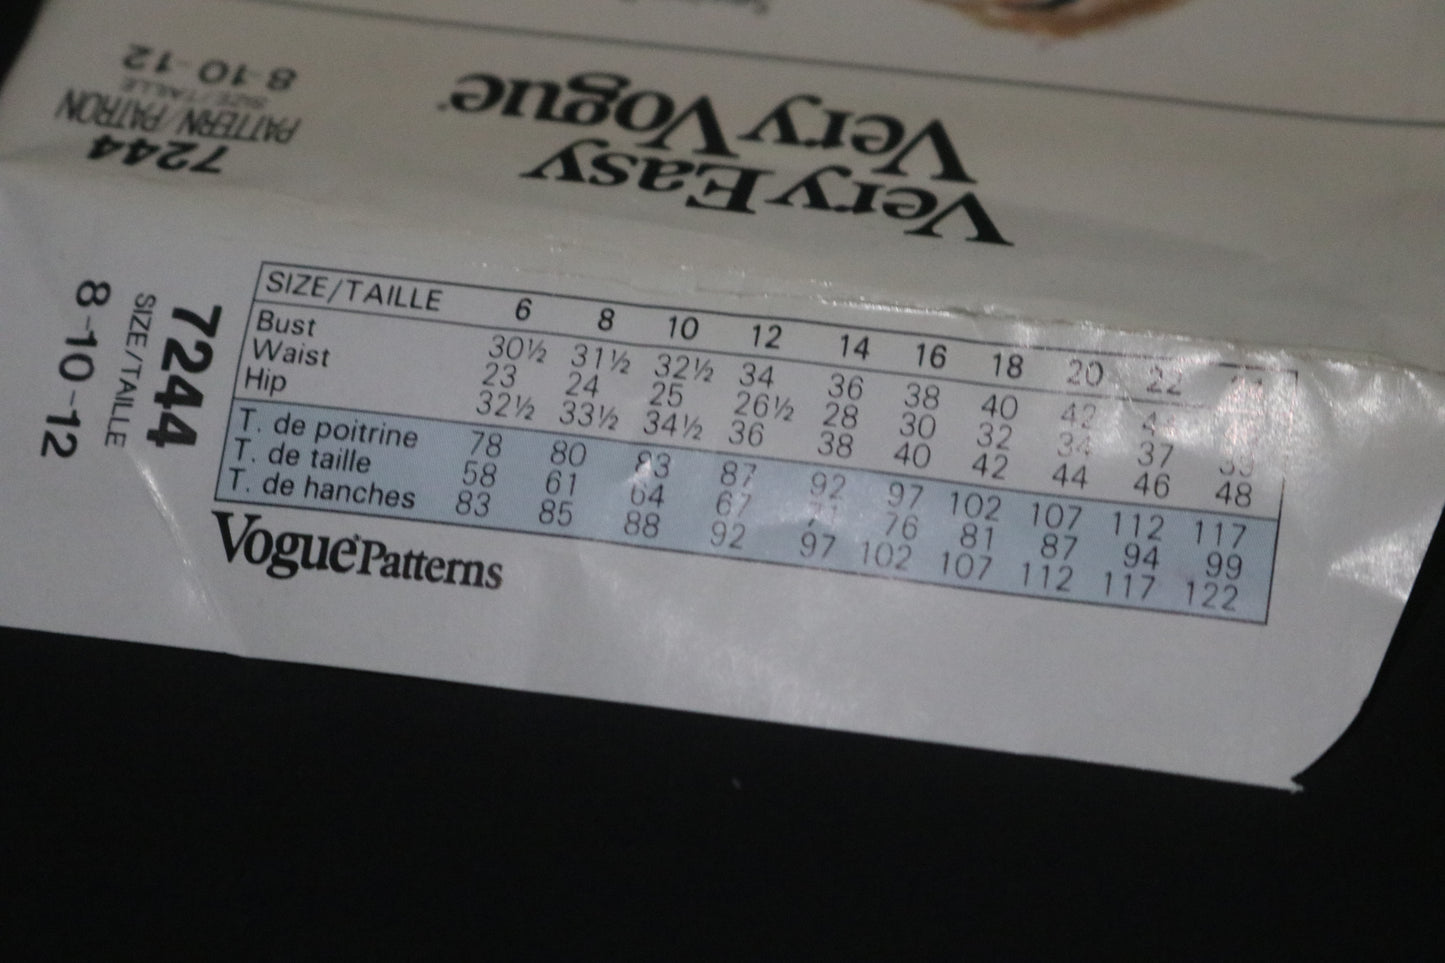 8-10-12
SIZE/TAILLE
PATTERN/PATRON
7244
Very Easy
Very Vogue
7244
SIZE/TAILLE
8-10-12
SIZE/TAILLE 6 8 10 12 14 16 18 20 22
Bust 30½ 31½ 32½ 34 36 38 40 42
Waist 23 24 25 26½ 28 30 32 34 37
Hip 32½ 33½ 34½ 36 38 40 42 44 46 48
T. de poitrine 78 80 83 87 92 97 102 107 112 117
T. de taille 58 61 64 67 71 76 81 87 94 99
T. de hanches 83 85 88 92 97 102 107 112 117 122
Vogue Patterns